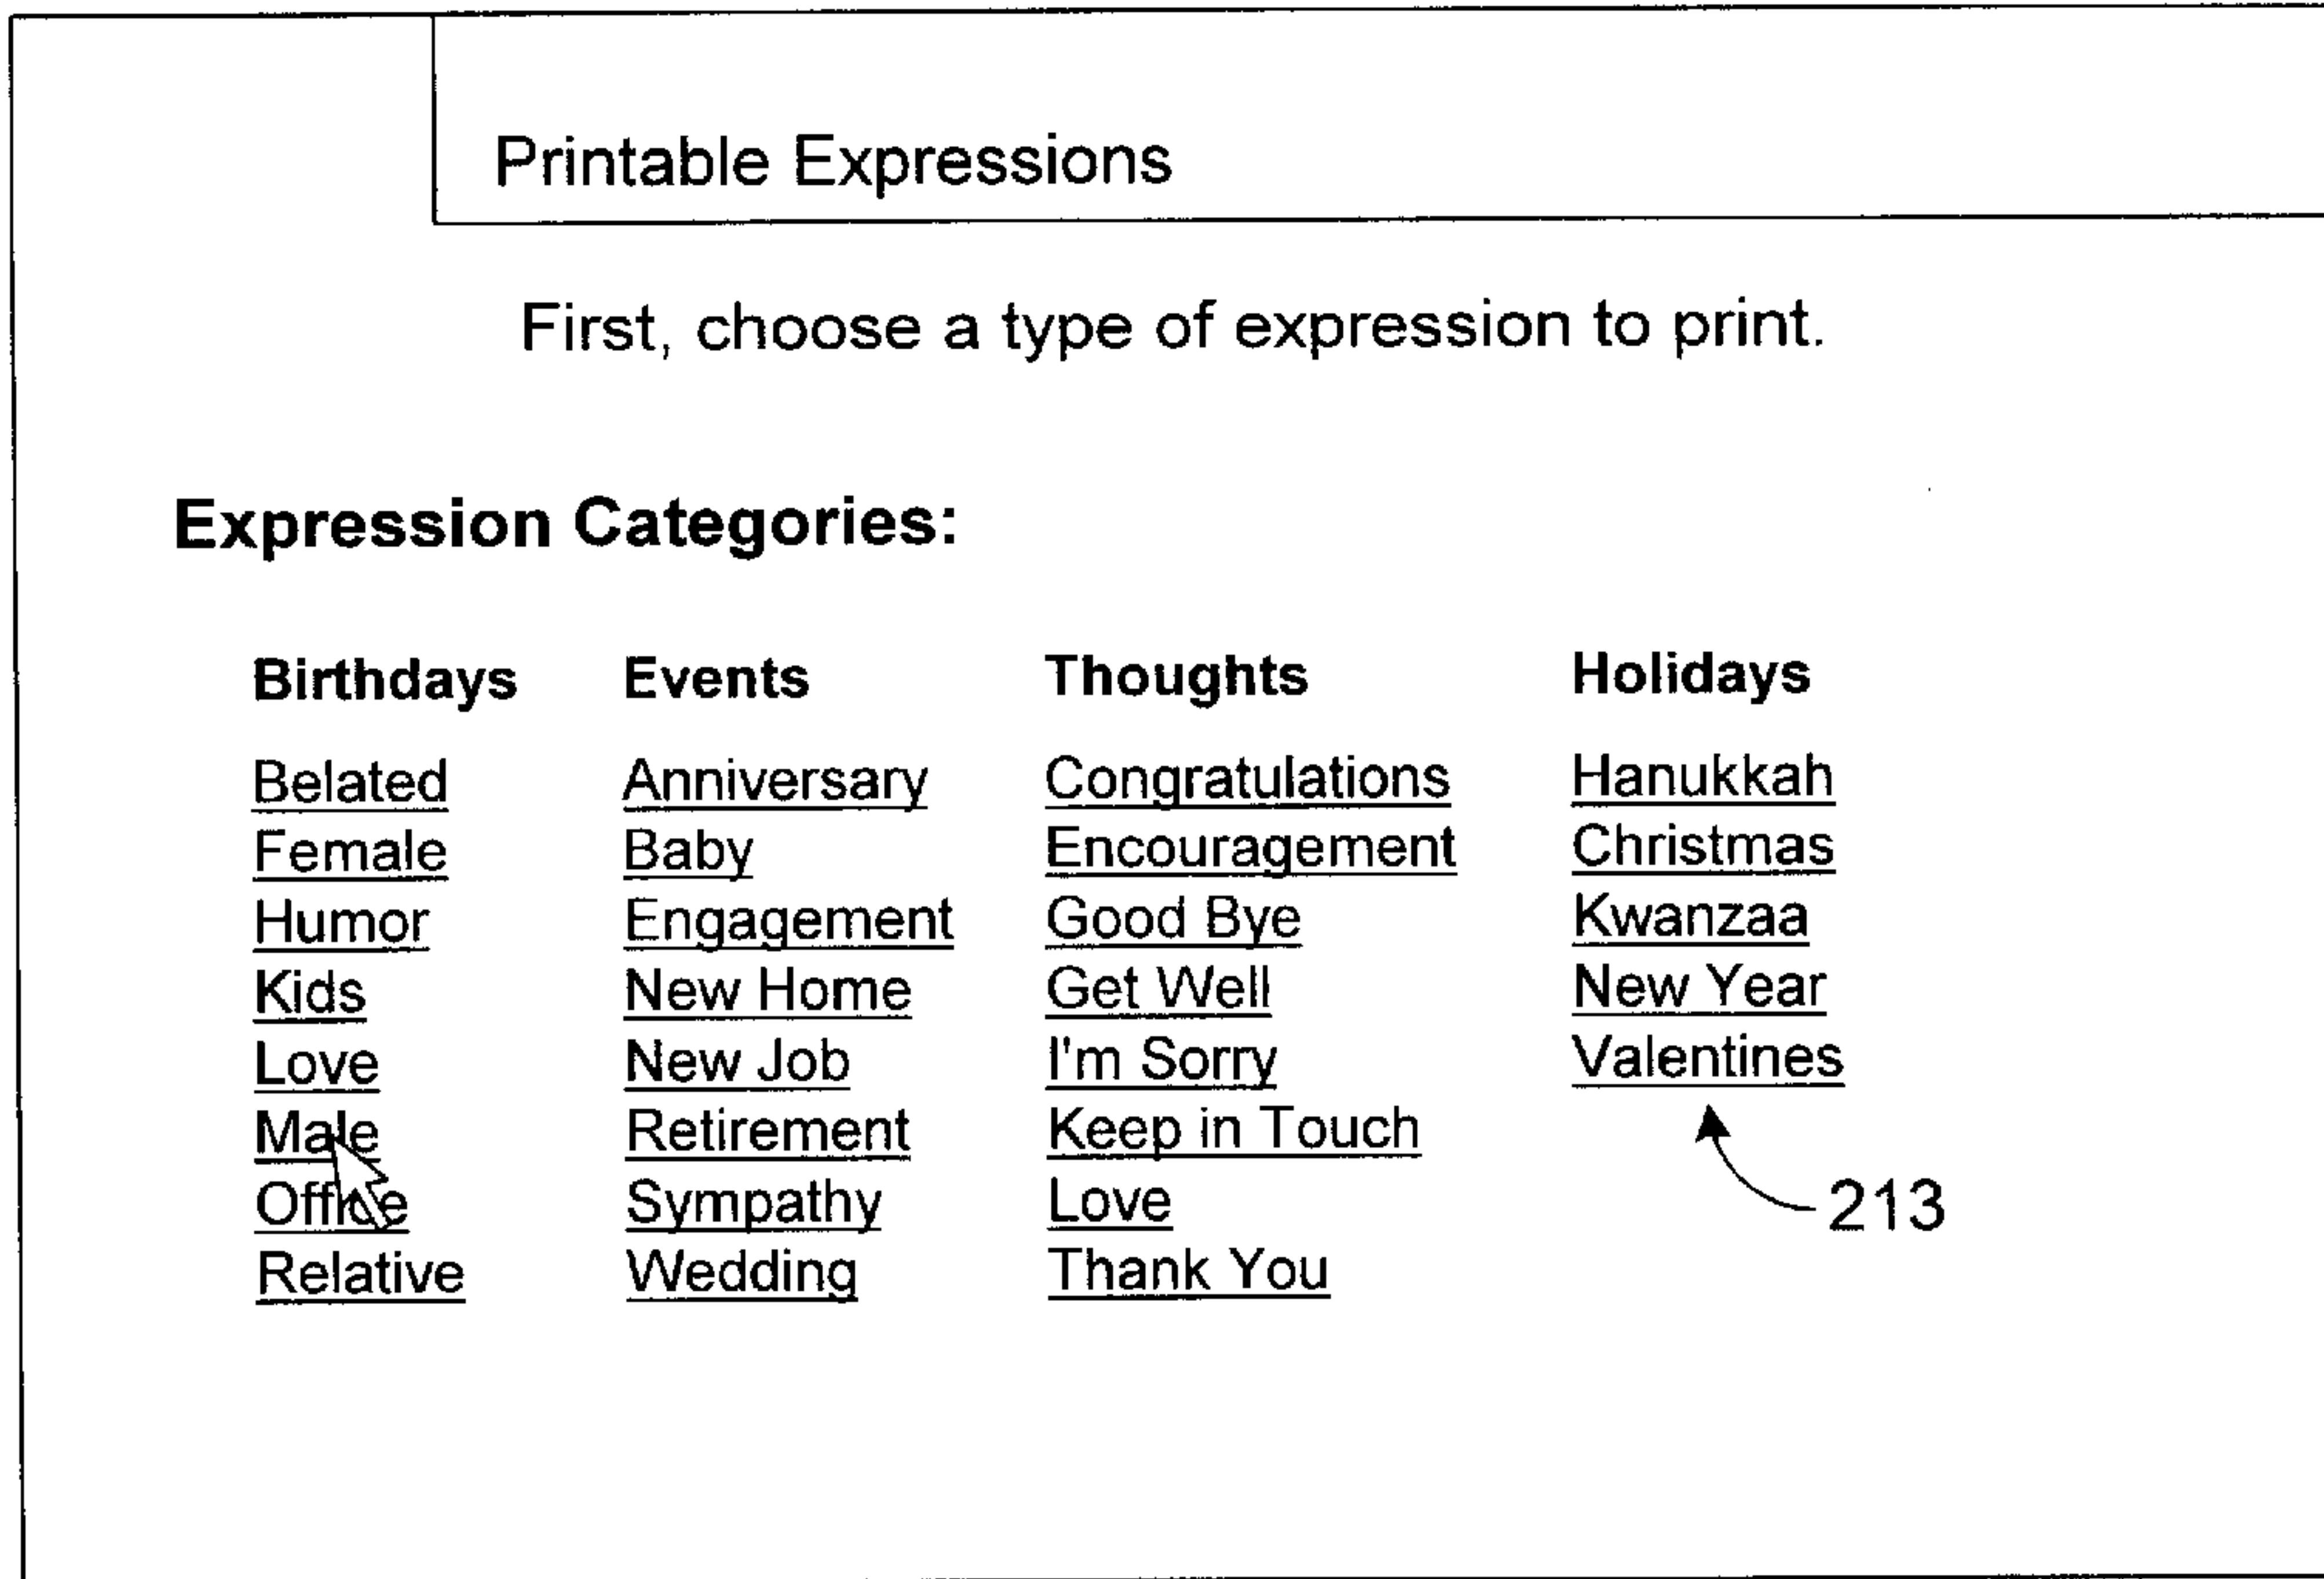 Printable Expressions
First, choose a type of expression to print.
Expression Categories:
Birthdays Events Thoughts Holidays
Belated Anniversary Congratulations Hanukkah
Female Baby Encouragement Christmas
Humor Engagement Good Bye Kwanzaa
Kids New Home Get Well New Year
Love New Job I'm Sorry Valentines
Male Retirement Keep in Touch
Office Sympathy Love 213
Relative Wedding Thank You